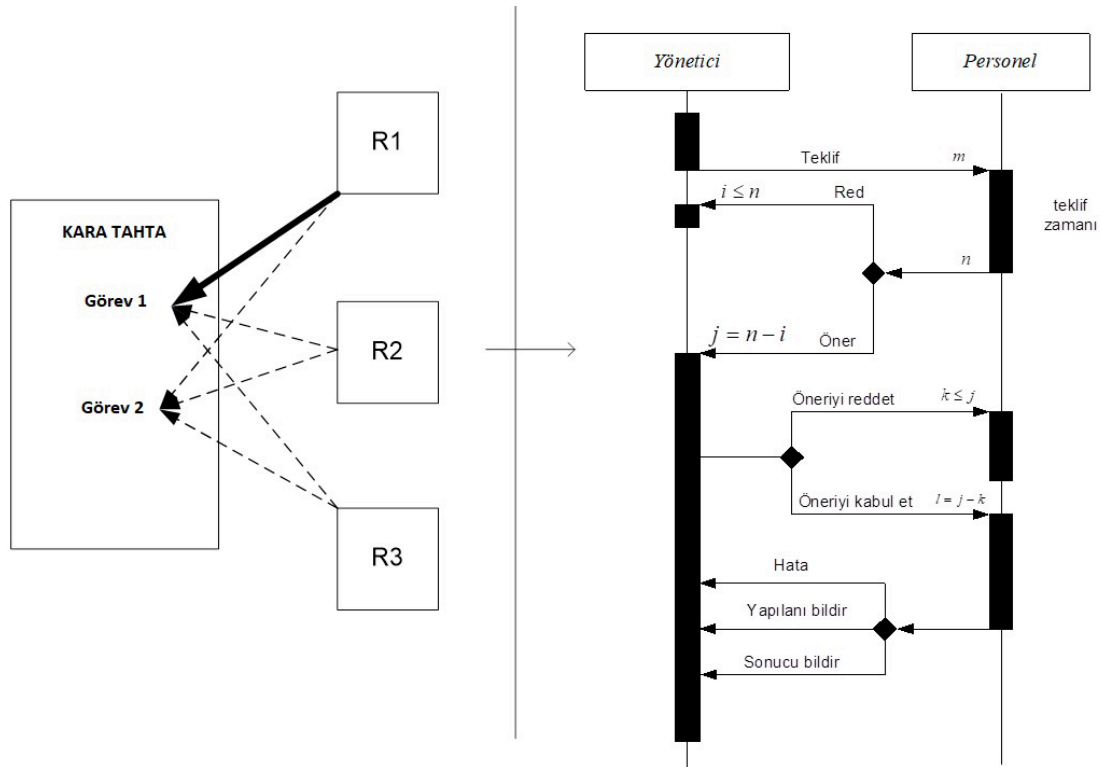 R1
KARA TAHTA
Görev 1
R2
Görev 2
R3
Yönetici
Personel
Teklif
m
i ≤ n
Red
teklif
zamanı
n
j = n − i
Öner
Öneriyi reddet
k ≤ j
Öneriyi kabul et
l = j − k
Hata
Yapılanı bildir
Sonucu bildir